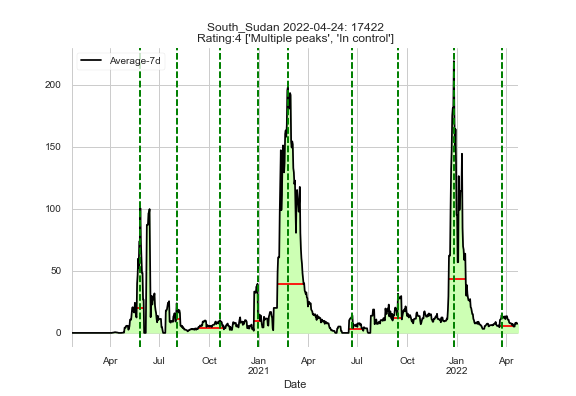 South_Sudan 2022-04-24: 17422
Rating:4 ['Multiple peaks', 'In control']
Average-7d
200
150
100
50
0
Apr Jul Oct Jan Apr Jul Oct Jan Apr
2021 2022
Date